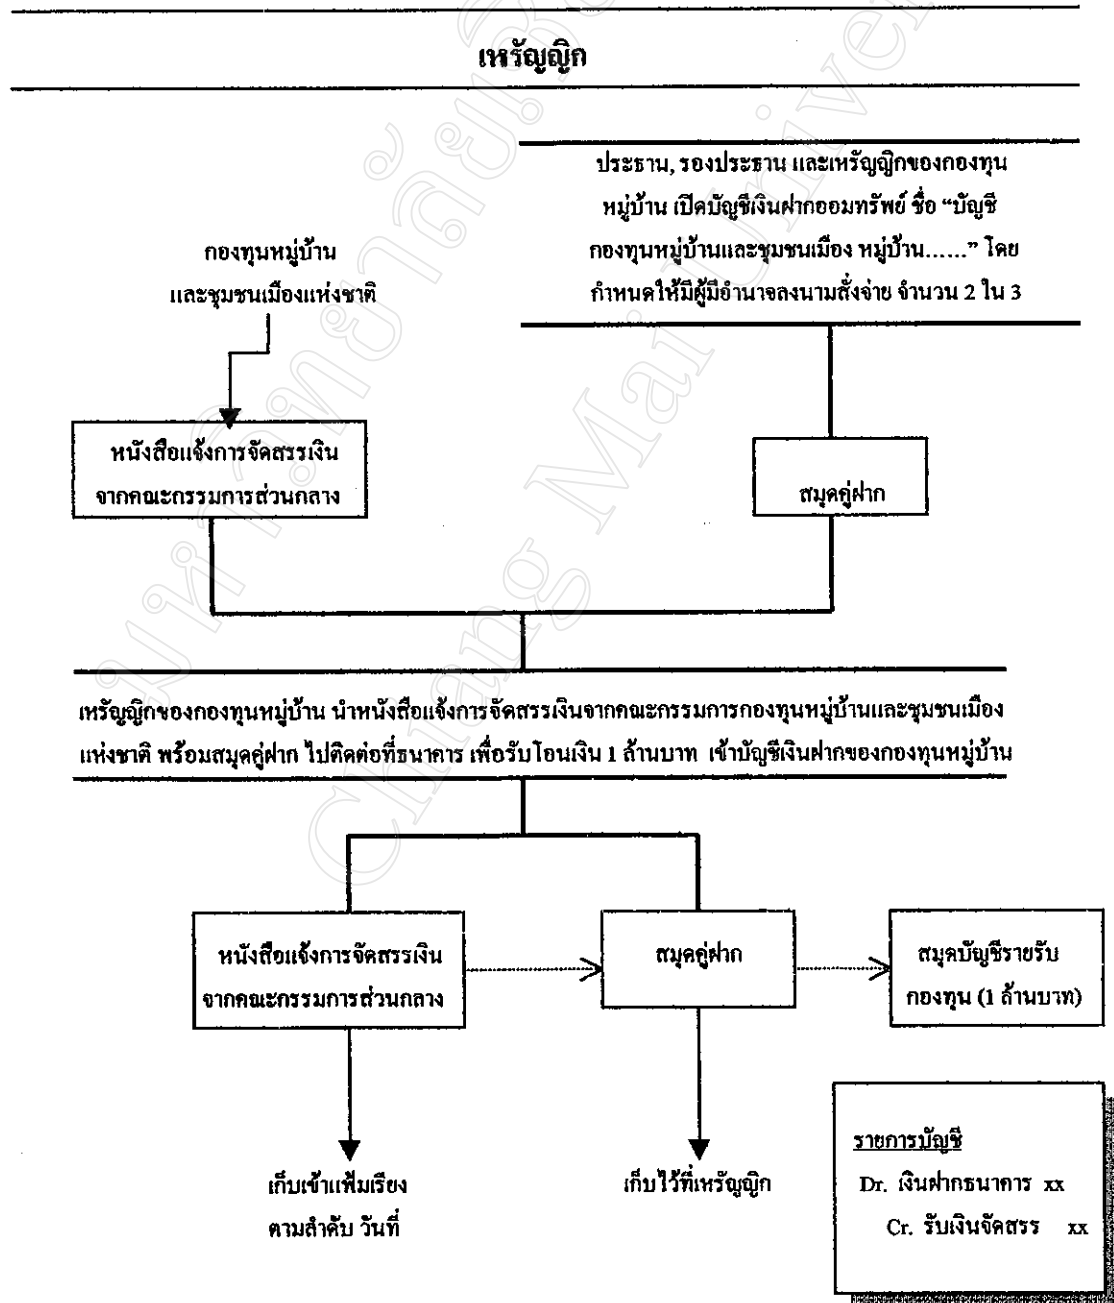 เหรัญญิก
ประธาน, รองประธาน และเหรัญญิกของกองทุน
หมู่บ้าน เปิดบัญชีเงินฝากออมทรัพย์ ชื่อ “บัญชี
กองทุนหมู่บ้านและชุมชนเมือง หมู่บ้าน......” โดย
กำหนดให้มีผู้มีอำนาจลงนามสั่งจ่าย จำนวน 2 ใน 3
กองทุนหมู่บ้าน
และชุมชนเมืองแห่งชาติ
หนังสือแจ้งการจัดสรรเงิน
จากคณะกรรมการส่วนกลาง
สมุดคู่ฝาก
เหรัญญิกของกองทุนหมู่บ้าน นำหนังสือแจ้งการจัดสรรเงินจากคณะกรรมการกองทุนหมู่บ้านและชุมชนเมือง
แห่งชาติ พร้อมสมุดคู่ฝาก ไปติดต่อที่ธนาคาร เพื่อรับโอนเงิน 1 ล้านบาท เข้าบัญชีเงินฝากของกองทุนหมู่บ้าน
หนังสือแจ้งการจัดสรรเงิน
จากคณะกรรมการส่วนกลาง
สมุดคู่ฝาก
สมุดบัญชีรายรับ
กองทุน (1 ล้านบาท)
เก็บเข้าแฟ้มเรียง
ตามลำดับ วันที่
เก็บไว้ที่เหรัญญิก
รายการบัญชี
Dr. เงินฝากธนาคาร xx
Cr. รับเงินจัดสรร xx